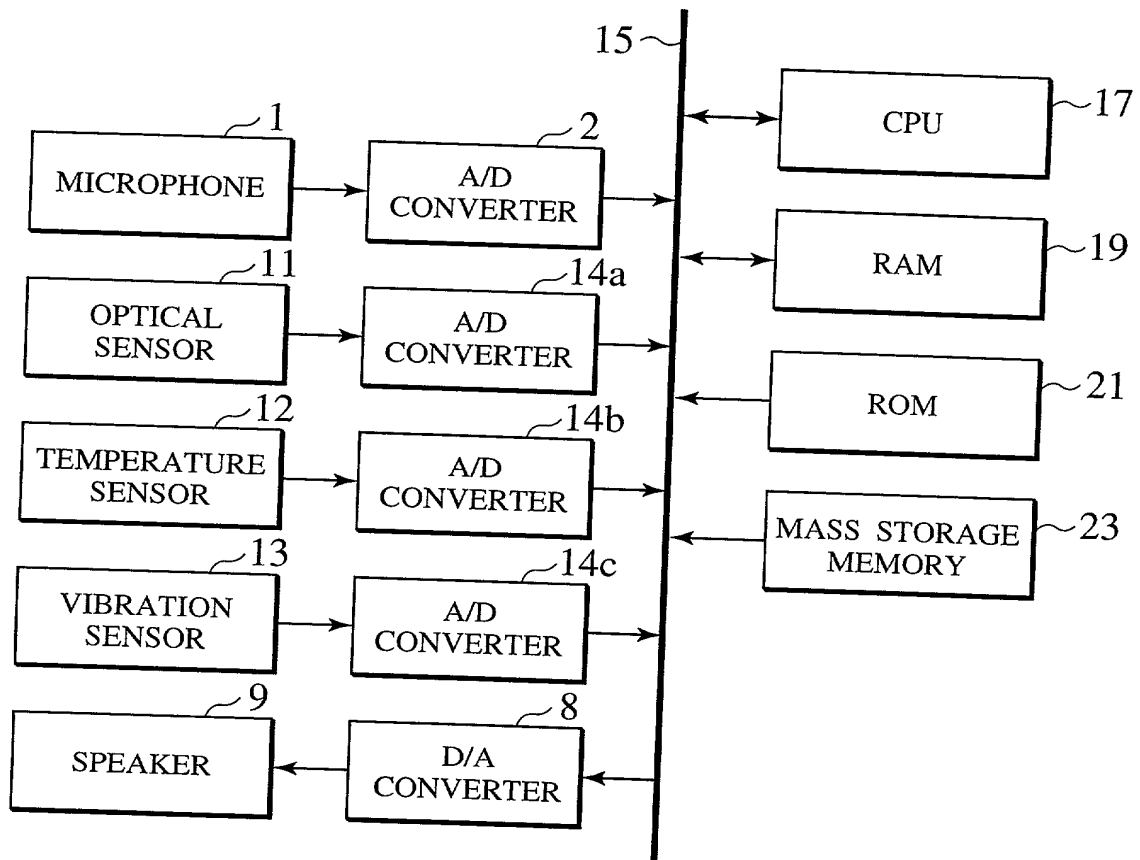 15
1
MICROPHONE
2
A/D
CONVERTER
17
CPU
11
OPTICAL
SENSOR
14a
A/D
CONVERTER
19
RAM
12
TEMPERATURE
SENSOR
14b
A/D
CONVERTER
21
ROM
13
VIBRATION
SENSOR
14c
A/D
CONVERTER
23
MASS STORAGE
MEMORY
9
SPEAKER
8
D/A
CONVERTER